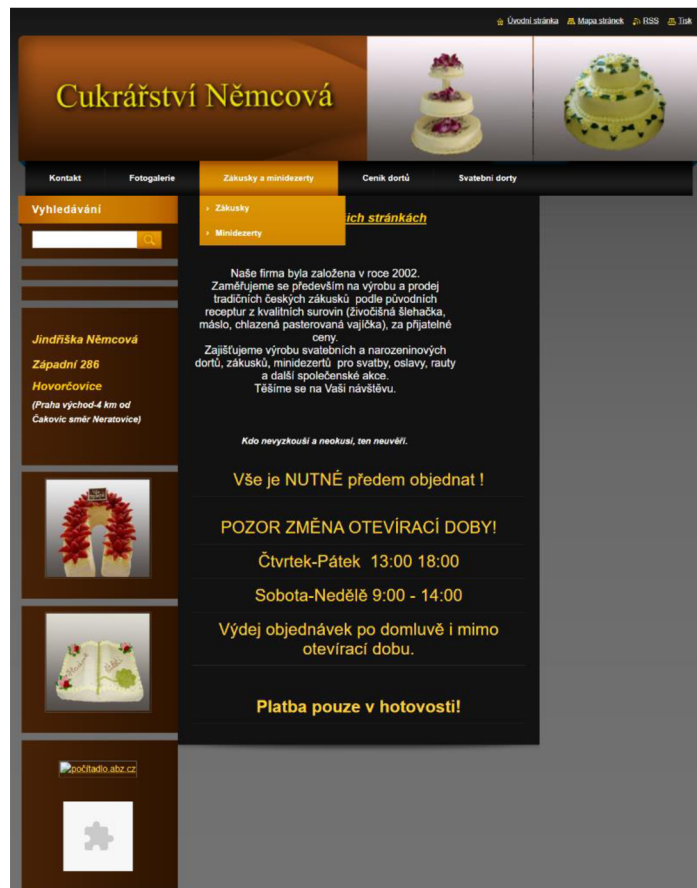 Úvodní stránka Mapa stránek RSS Tisk
Cukrářství Němcová
Kontakt Fotogalerie Zákusky a minidezerty Ceník dortů Svatební dorty
Vyhledávání
Zákusky
Minidezerty
stránkách
Naše firma byla založena v roce 2002.
Zaměřujeme se především na výrobu a prodej
tradičních českých zákusků podle původních
receptur z kvalitních surovin (živočišná šlehačka,
máslo, chlazená pasterovaná vajíčka), za přijatelné
ceny.
Zajišťujeme výrobu svatebních a narozeninových
dortů, zákusků, minidezertů pro svatby, oslavy, rauty
a další společenské akce.
Těšíme se na Vaši návštěvu.
Kdo nevyzkouši a neokusí, ten neuvěří.
Vše je NUTNÉ předem objednat !
POZOR ZMĚNA OTEVÍRACÍ DOBY!
Čtvrtek-Pátek 13:00 18:00
Sobota-Nedělě 9:00 - 14:00
Výdej objednávek po domluvě i mimo
otevírací dobu.
Platba pouze v hotovosti!
Jindřiška Němcová
Západní 286
Hovorčovice
(Praha východ-4 km od
Čakovic směr Neratovice)
počítadlo.abz.cz